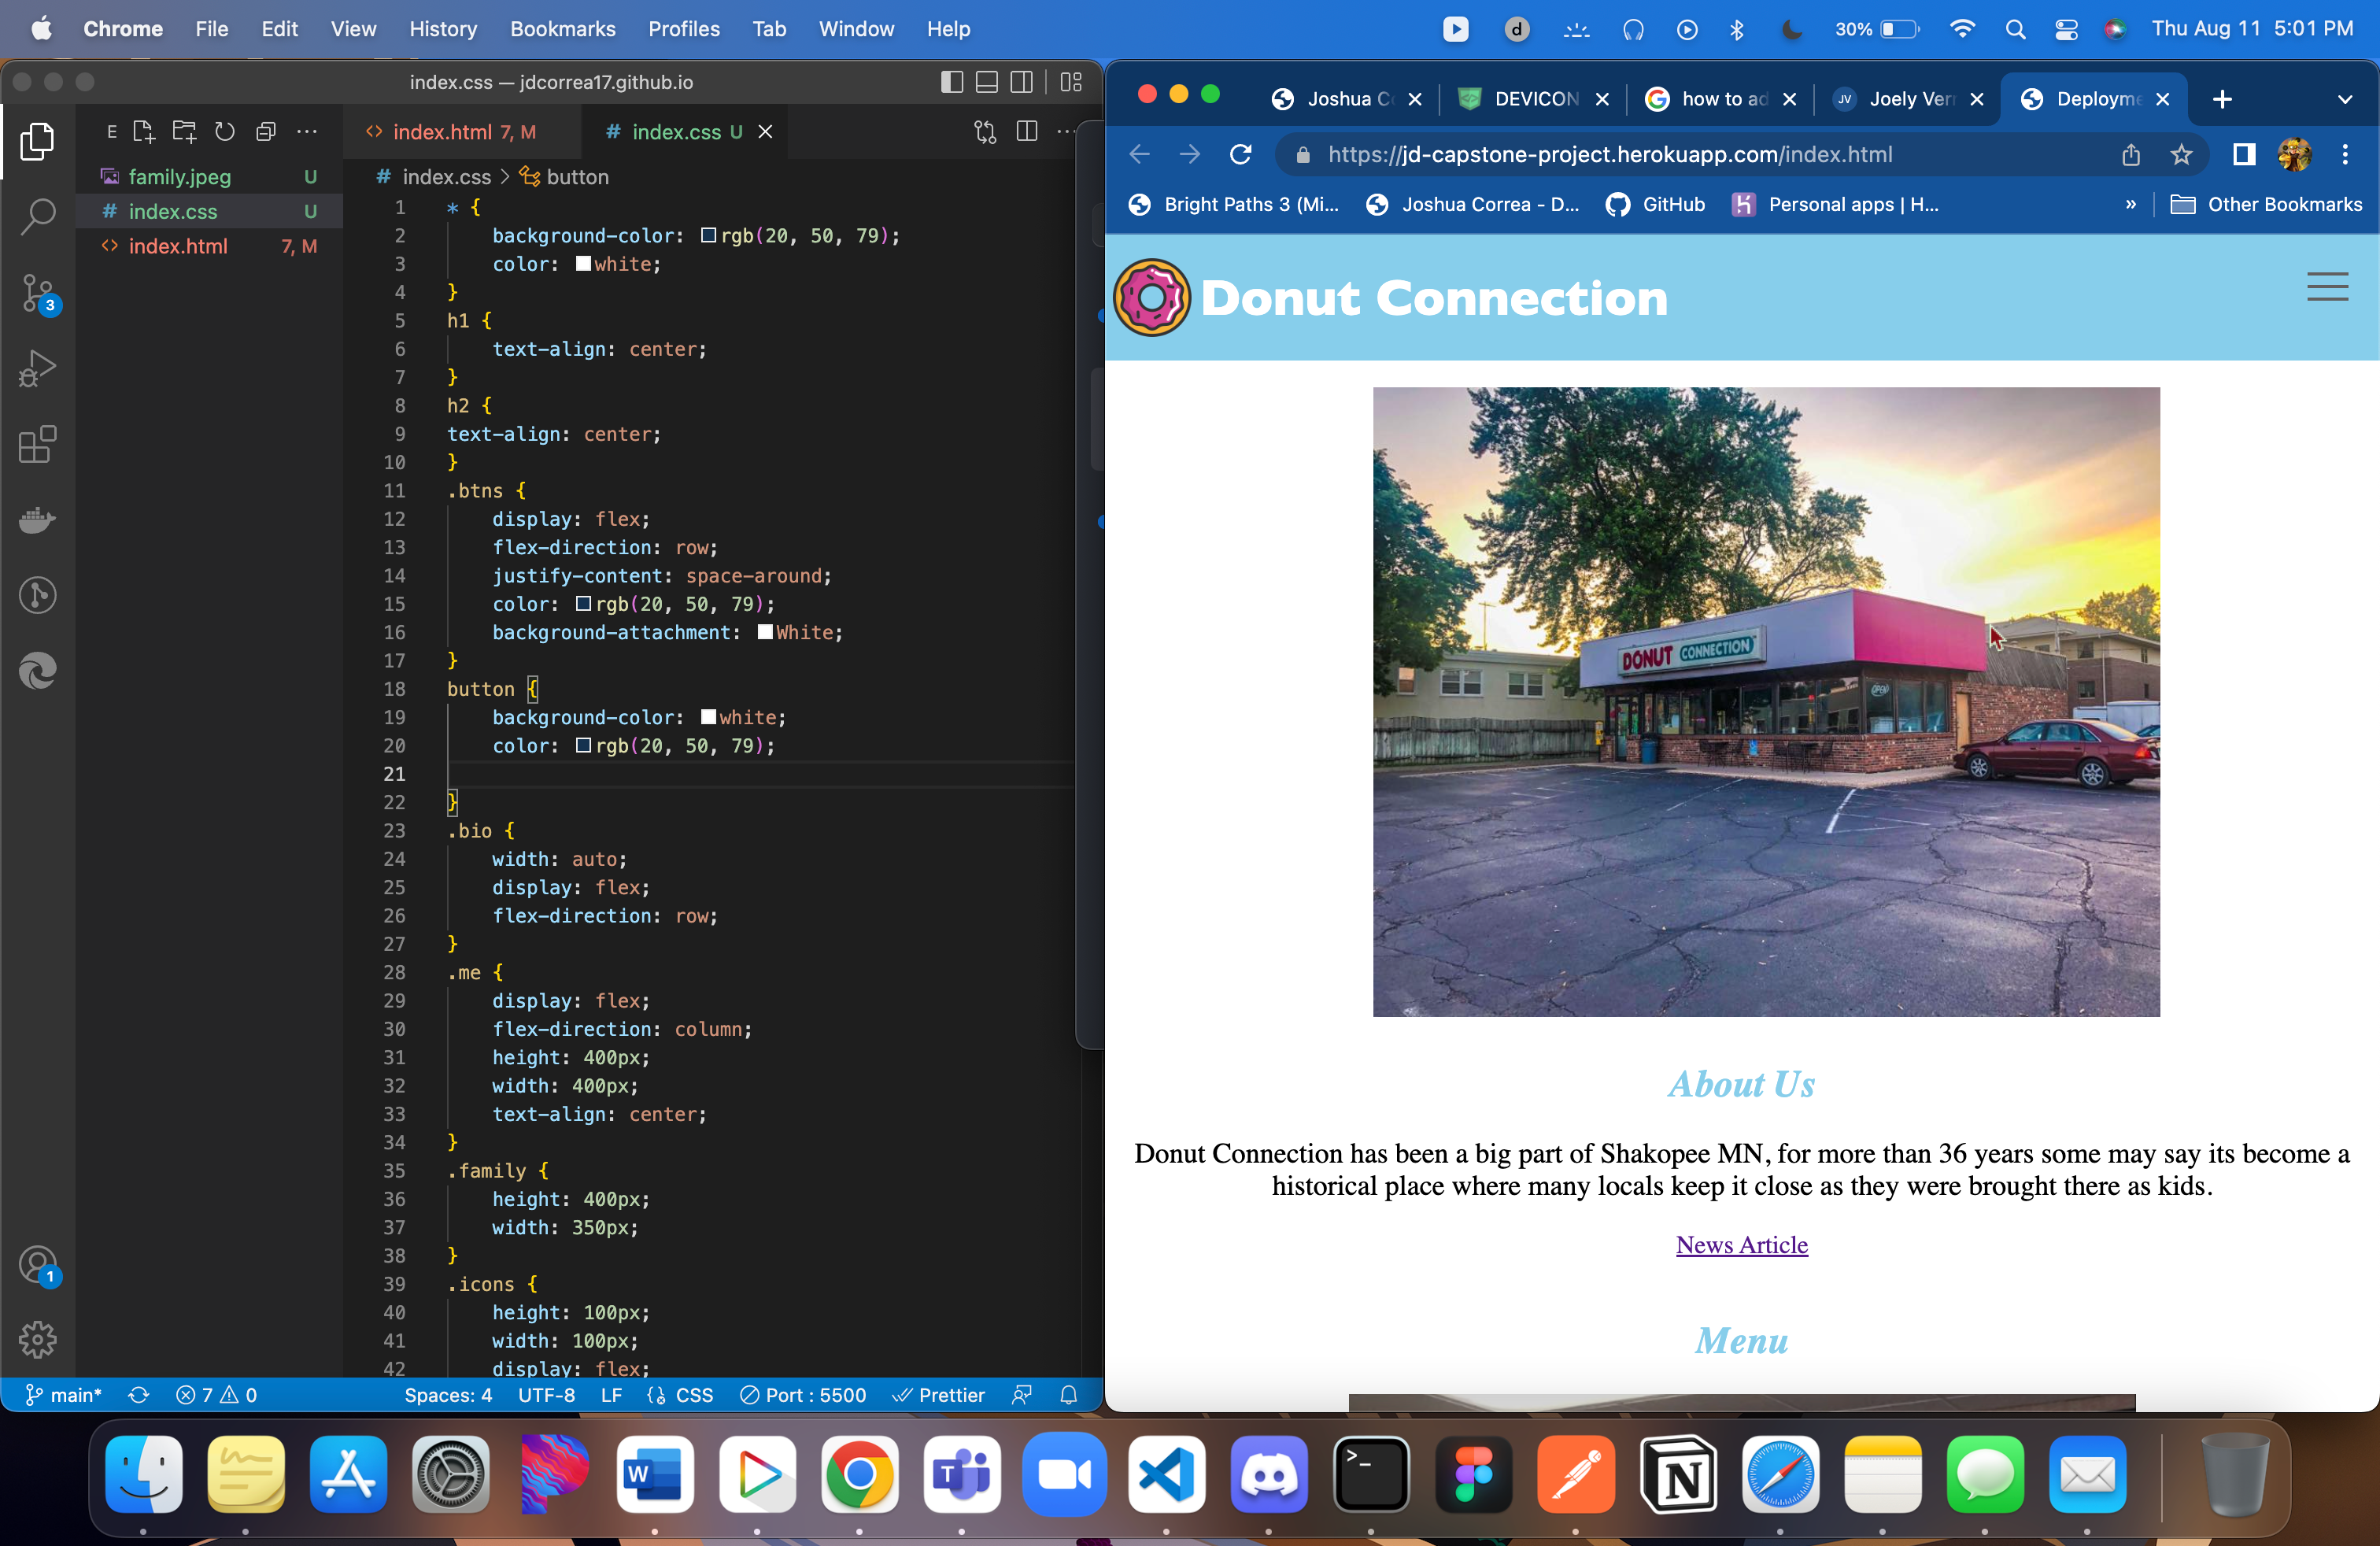 Chrome File Edit View History Bookmarks Profiles Tab Window Help
d 30% Thu Aug 11 5:01 PM
index.css — jdcorrea17.github.io
E
family.jpeg U
index.css U
index.html 7, M
3
1
index.html 7, M
# index.css U
# index.css > button
1 * {
2 background-color: rgb(20, 50, 79);
3 color: white;
4 }
5 h1 {
6 text-align: center;
7 }
8 h2 {
9 text-align: center;
10 }
11 .btns {
12 display: flex;
13 flex-direction: row;
14 justify-content: space-around;
15 color: rgb(20, 50, 79);
16 background-attachment: White;
17 }
18 button {
19 background-color: white;
20 color: rgb(20, 50, 79);
21
22 }
23 .bio {
24 width: auto;
25 display: flex;
26 flex-direction: row;
27 }
28 .me {
29 display: flex;
30 flex-direction: column;
31 height: 400px;
32 width: 400px;
33 text-align: center;
34 }
35 .family {
36 height: 400px;
37 width: 350px;
38 }
39 .icons {
40 height: 100px;
41 width: 100px;
42 display: flex;
main* 7 0 Spaces: 4 UTF-8 LF CSS Port : 5500 Prettier
Joshua Co DEVICON how to ad JV Joely Verr Deployme
https://jd-capstone-project.herokuapp.com/index.html
Bright Paths 3 (Mi... Joshua Correa - D... GitHub Personal apps | H... » Other Bookmarks
Donut Connection
DONUT CONNECTION
OPEN
About Us
Donut Connection has been a big part of Shakopee MN, for more than 36 years some may say its become a
historical place where many locals keep it close as they were brought there as kids.
News Article
Menu
W T >_ N